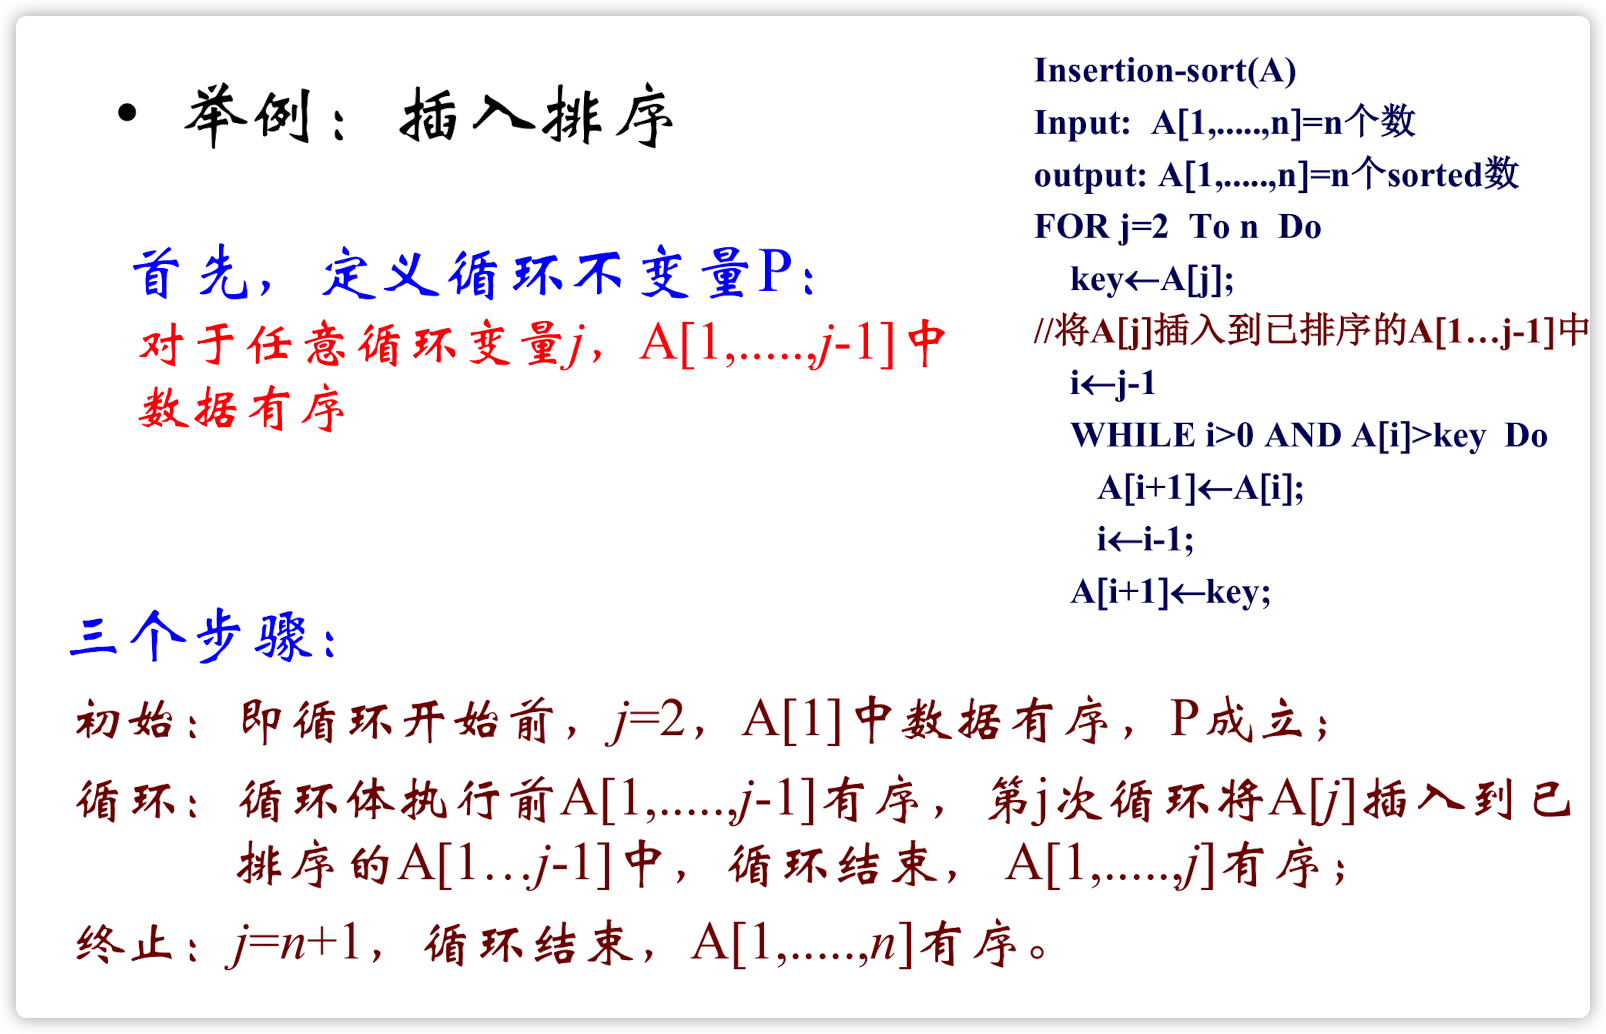 • 举例：插入排序
首先，定义循环不变量P：
对于任意循环变量j，A[1,.....,j-1]中
数据有序
Insertion-sort(A)
Input:  A[1,.....,n]=n个数
output: A[1,.....,n]=n个sorted数
FOR j=2  To n  Do
key←A[j];
//将A[j]插入到已排序的A[1…j-1]中
i←j-1
WHILE i>0 AND A[i]>key  Do
A[i+1]←A[i];
i←i-1;
A[i+1]←key;
三个步骤：
初始：即循环开始前，j=2，A[1]中数据有序，P成立；
循环：循环体执行前A[1,.....,j-1]有序，第j次循环将A[j]插入到已
排序的A[1…j-1]中，循环结束， A[1,.....,j]有序；
终止：j=n+1，循环结束，A[1,.....,n]有序。